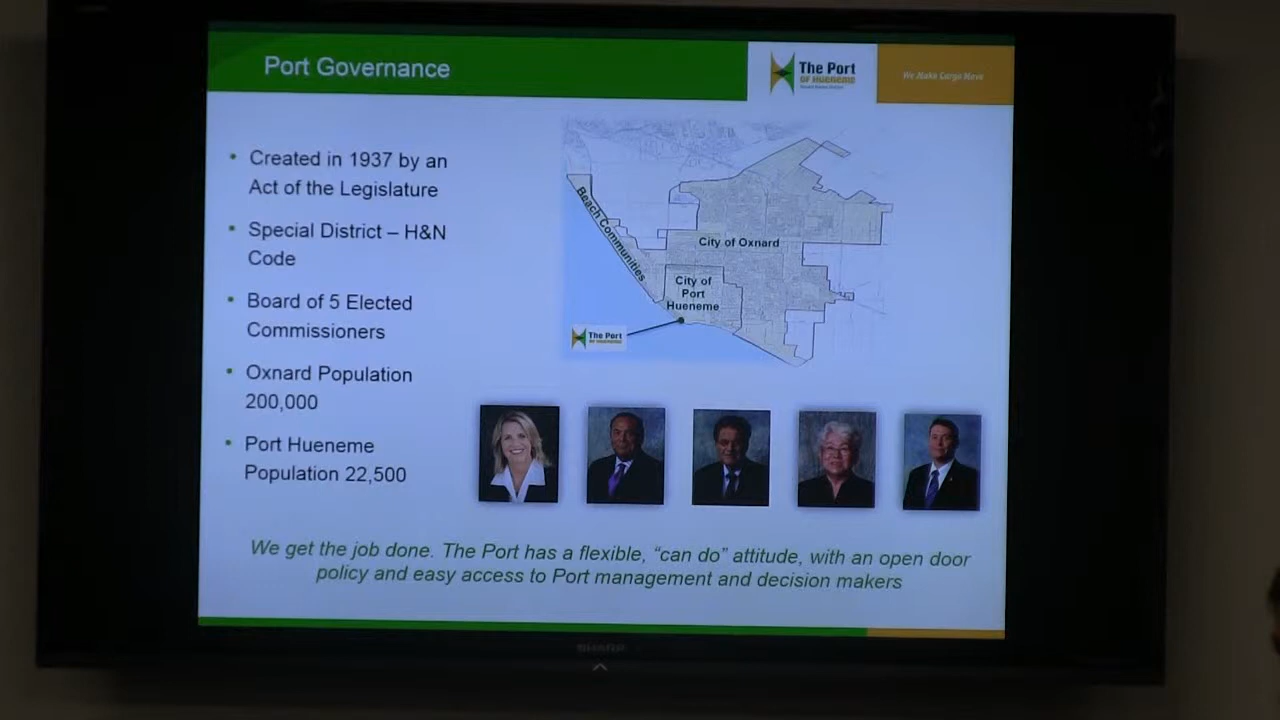 Port Governance
The Port
OF HUENEME
We Make Cargo Move
• Created in 1937 by an
Act of the Legislature
• Special District – H&N
Code
• Board of 5 Elected
Commissioners
• Oxnard Population
200,000
• Port Hueneme
Population 22,500
Beach Communities
City of Oxnard
City of
Port
Hueneme
The Port
OF HUENEME
We get the job done. The Port has a flexible, “can do” attitude, with an open door
policy and easy access to Port management and decision makers
SHARP